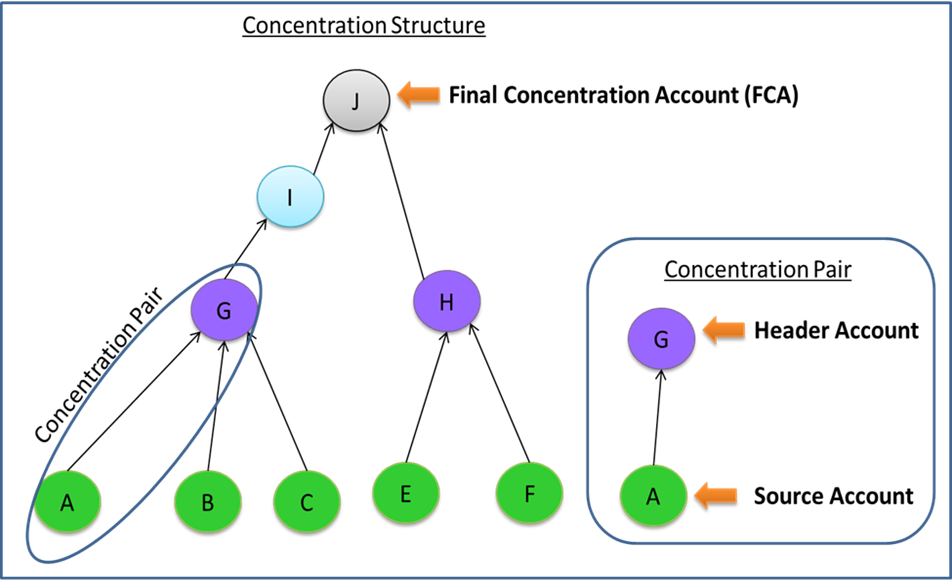 Concentration Structure
J
Final Concentration Account (FCA)
I
G
H
Concentration Pair
A
B
C
E
F
Concentration Pair
G
Header Account
A
Source Account